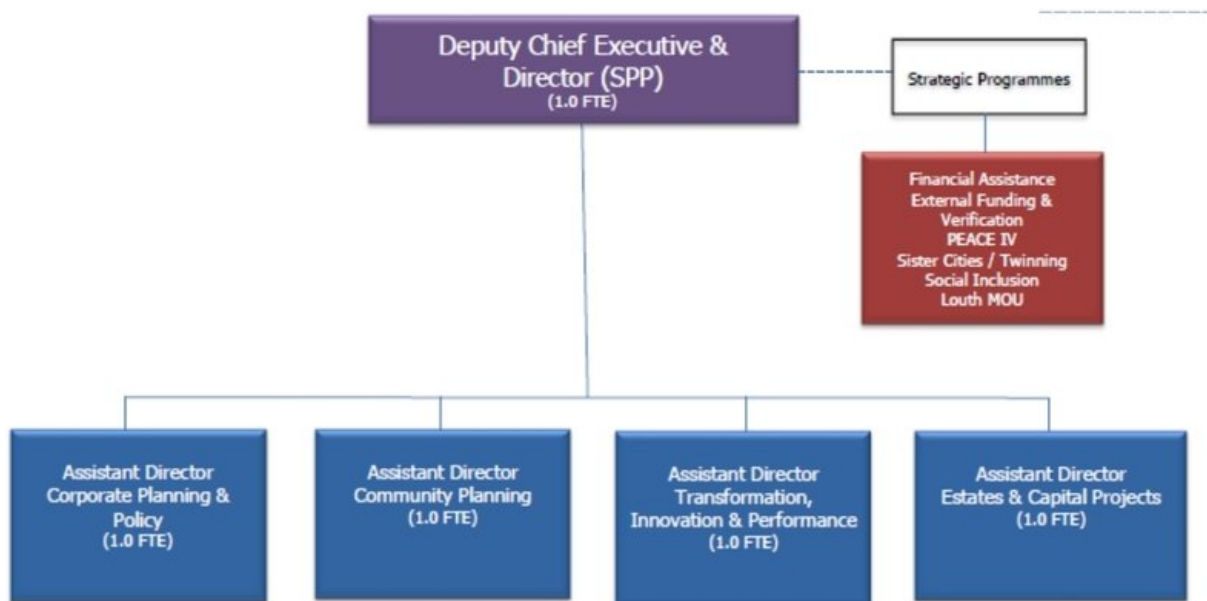 Deputy Chief Executive &
Director (SPP)
(1.0 FTE)
Strategic Programmes
Financial Assistance
External Funding &
Verification
PEACE IV
Sister Cities / Twinning
Social Inclusion
Louth MOU
Assistant Director
Corporate Planning &
Policy
(1.0 FTE)
Assistant Director
Community Planning
(1.0 FTE)
Assistant Director
Transformation,
Innovation & Performance
(1.0 FTE)
Assistant Director
Estates & Capital Projects
(1.0 FTE)